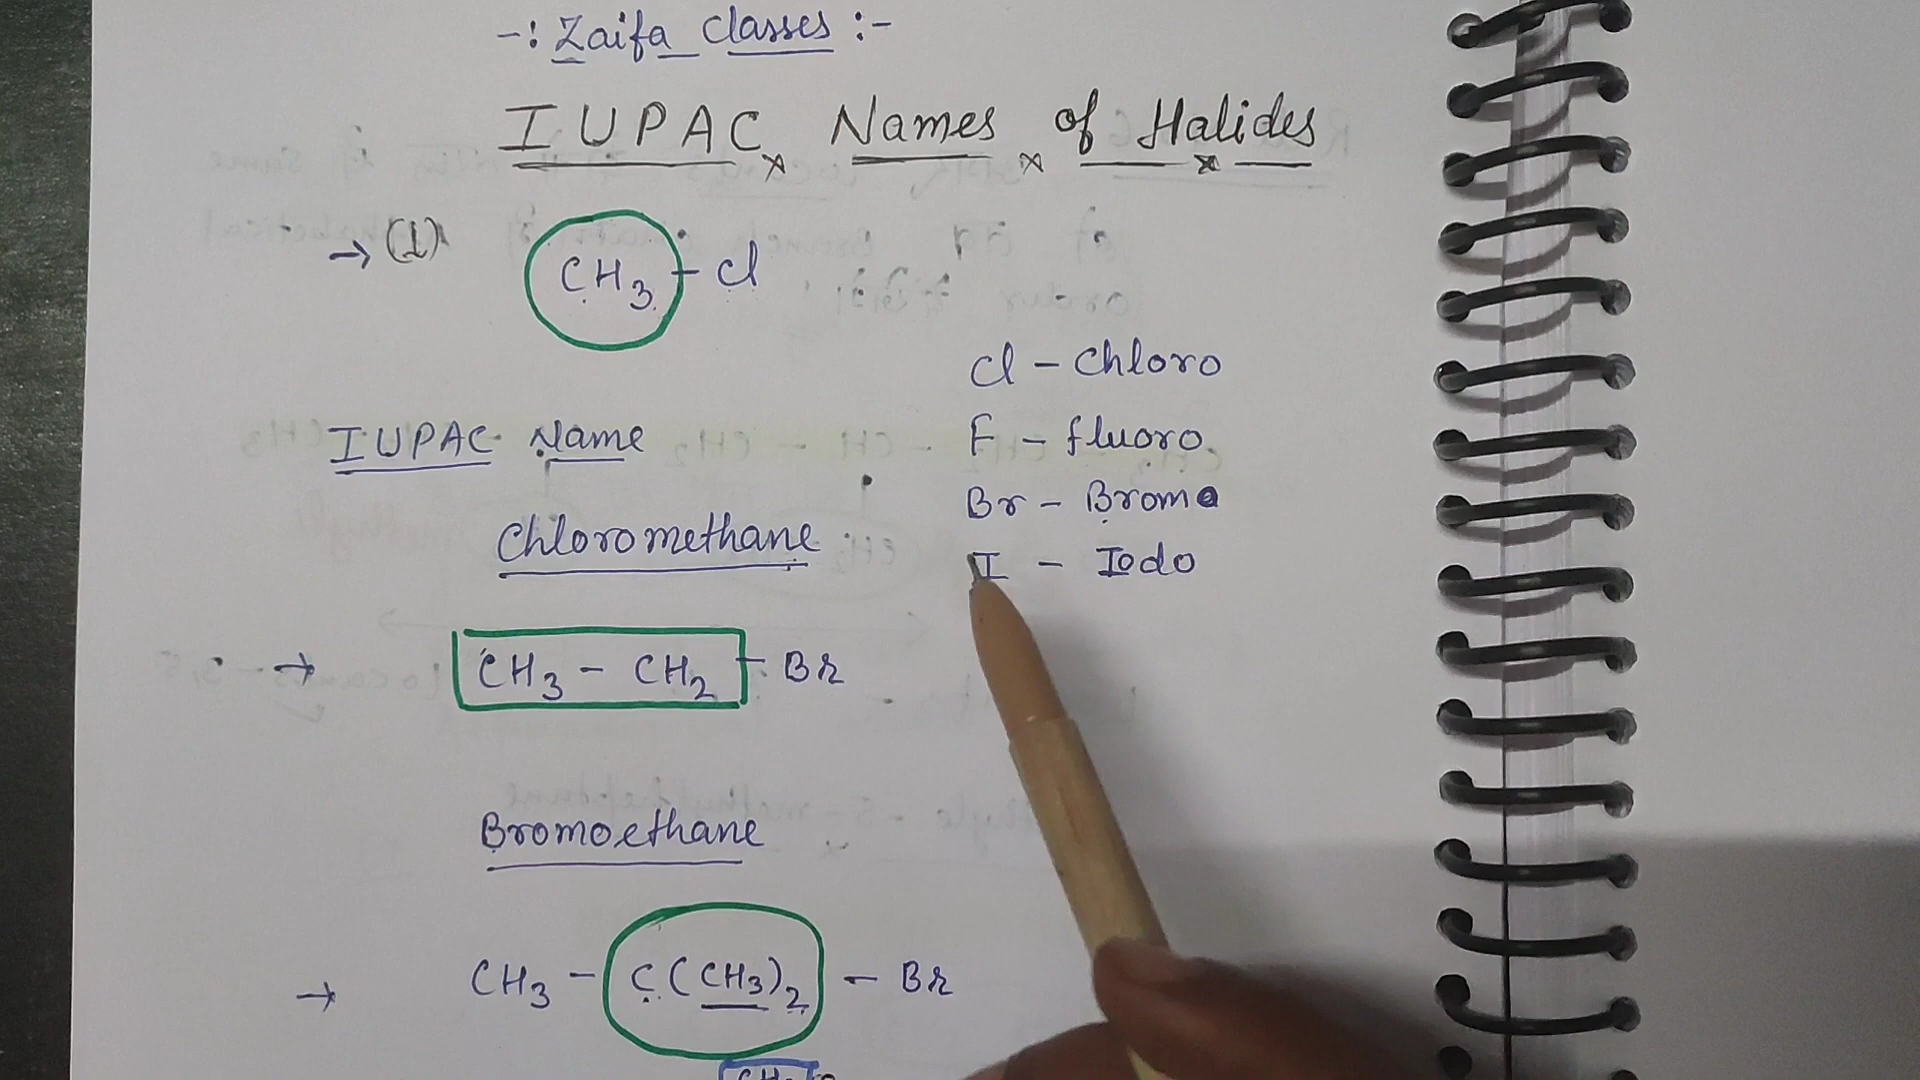 -: Zaifa Classes :-
IUPAC Names of Halides
→ (1) CH3 - Cl
Cl - Chloro
F - fluoro
Br - Bromo
I - Iodo
IUPAC Name
Chloromethane
→ CH3 - CH2 - Br
Bromoethane
→ CH3 - C(CH3)2 - Br